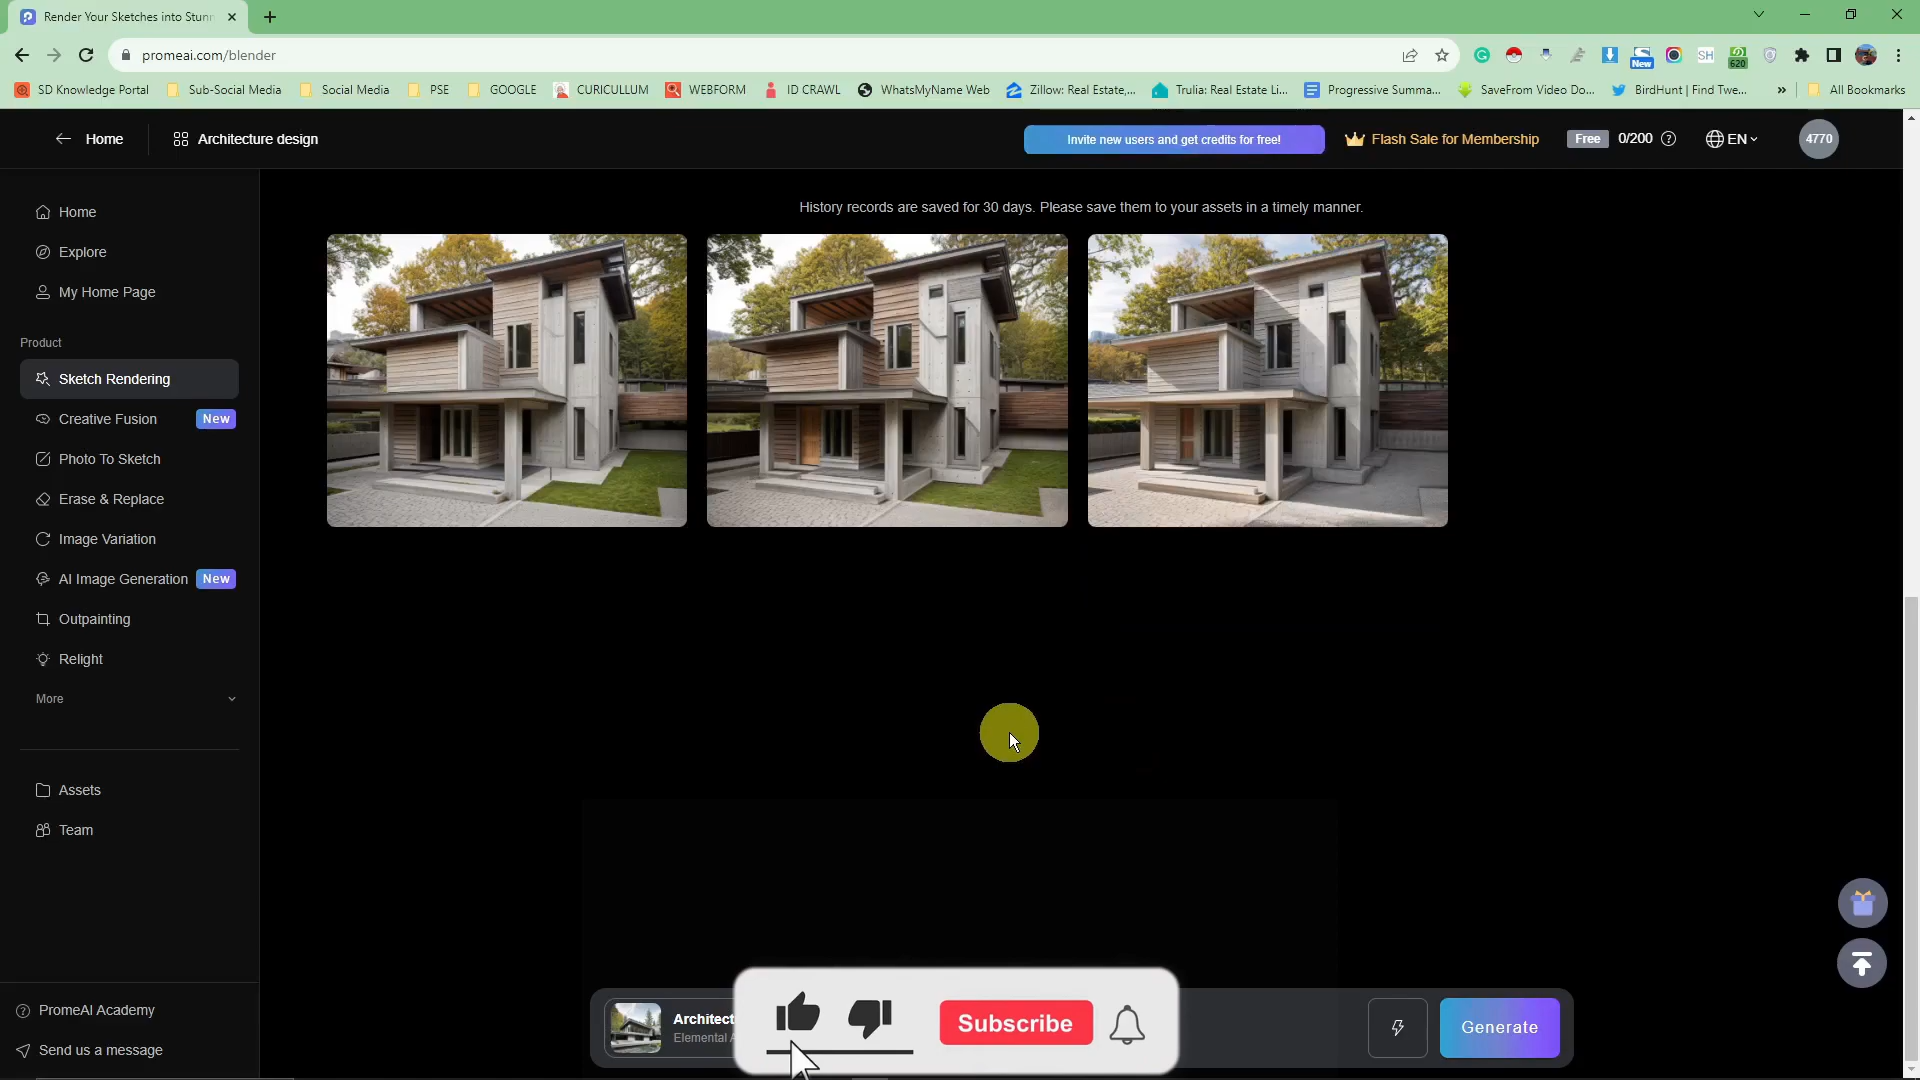 Render Your Sketches into Stunn
promeai.com/blender
New
SH
620
SD Knowledge Portal
Sub-Social Media
Social Media
PSE
GOOGLE
CURICULLUM
WEBFORM
ID CRAWL
WhatsMyName Web
Zillow: Real Estate,...
Trulia: Real Estate Li...
Progressive Summa...
SaveFrom Video Do...
BirdHunt | Find Twe...
»
All Bookmarks
Home
Architecture design
Invite new users and get credits for free!
Flash Sale for Membership
Free 0/200
EN
4770
History records are saved for 30 days. Please save them to your assets in a timely manner.
Home
Explore
My Home Page
Product
Sketch Rendering
Creative Fusion New
Photo To Sketch
Erase & Replace
Image Variation
AI Image Generation New
Outpainting
Relight
More
Assets
Team
PromeAI Academy
Send us a message
Architect
Elemental A
Subscribe
Generate